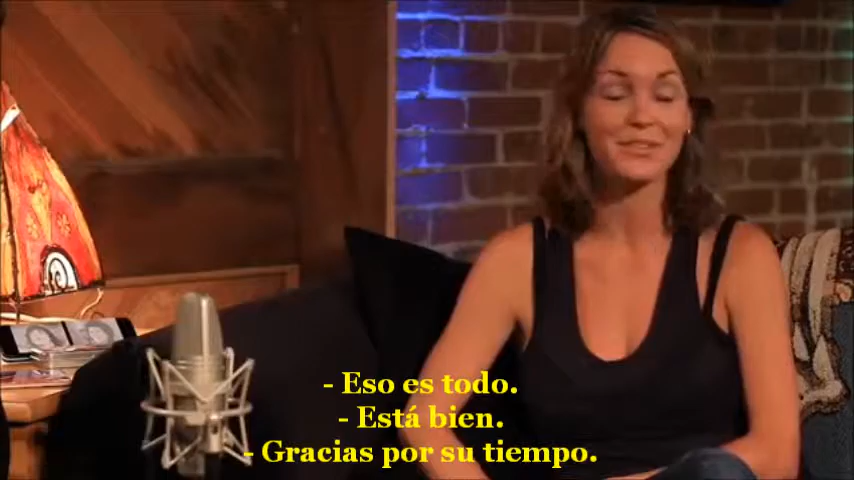 - Eso es todo.
- Está bien.
- Gracias por su tiempo.